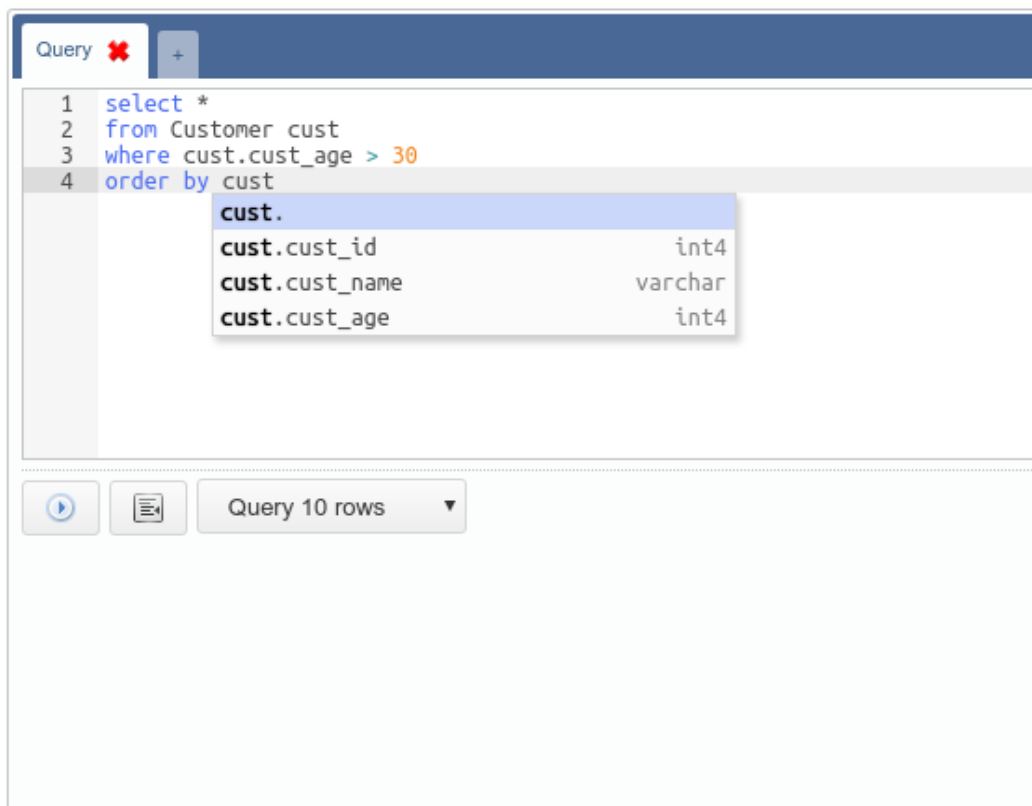 Query
+
1 select *
2 from Customer cust
3 where cust.cust_age > 30
4 order by cust
cust.
cust.cust_id int4
cust.cust_name varchar
cust.cust_age int4
Query 10 rows